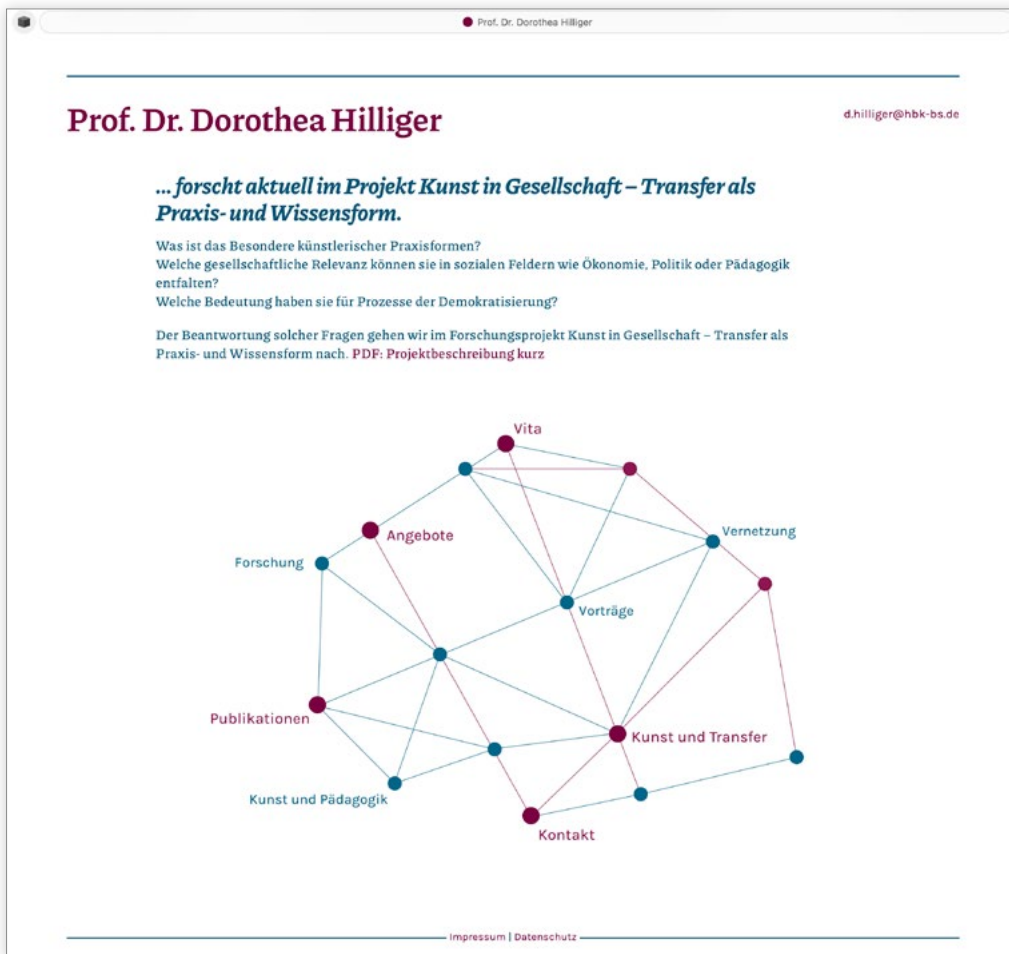 Prof. Dr. Dorothea Hilliger
Prof. Dr. Dorothea Hilliger
d.hilliger@hbk-bs.de
... forscht aktuell im Projekt Kunst in Gesellschaft – Transfer als
Praxis- und Wissensform.
Was ist das Besondere künstlerischer Praxisformen?
Welche gesellschaftliche Relevanz können sie in sozialen Feldern wie Ökonomie, Politik oder Pädagogik
entfalten?
Welche Bedeutung haben sie für Prozesse der Demokratisierung?
Der Beantwortung solcher Fragen gehen wir im Forschungsprojekt Kunst in Gesellschaft – Transfer als
Praxis- und Wissensform nach. PDF: Projektbeschreibung kurz
Vita
Angebote
Vernetzung
Forschung
Vorträge
Publikationen
Kunst und Transfer
Kunst und Pädagogik
Kontakt
Impressum | Datenschutz